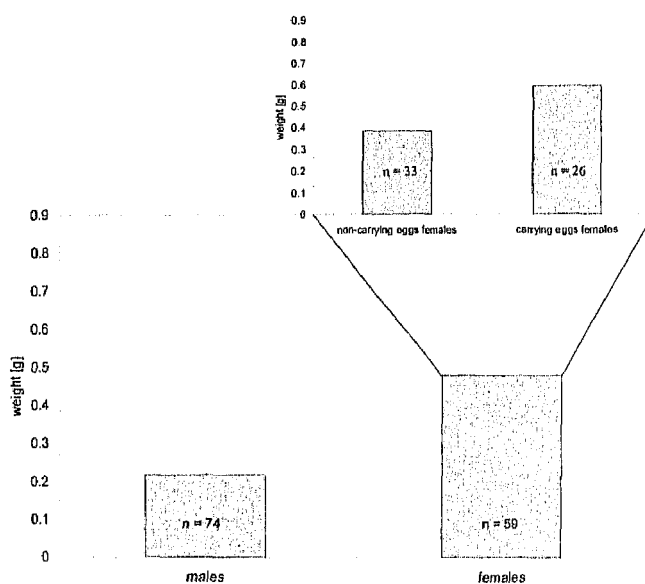 0.9
0.8
0.7
0.6
0.5
0.4
0.3
0.2
0.1
0
weight [g]
n = 33
n = 26
non-carrying eggs females
carrying eggs females
0.9
0.8
0.7
0.6
0.5
0.4
0.3
0.2
0.1
0
weight [g]
n = 74
n = 59
males
females